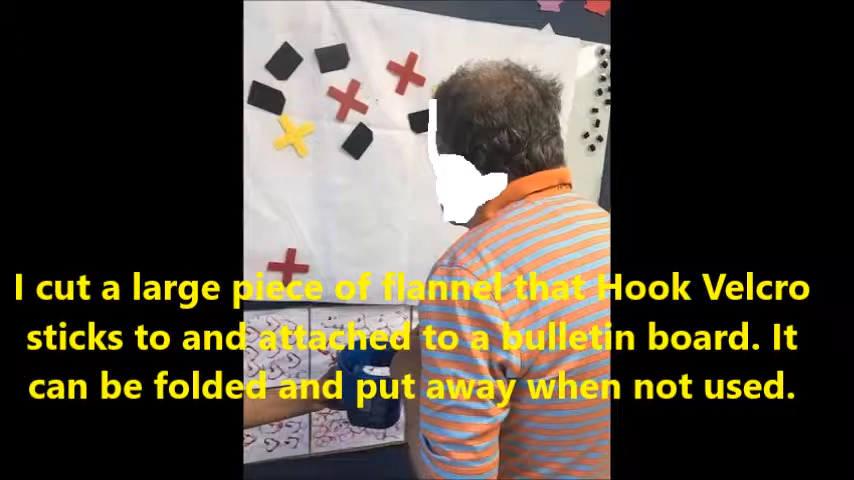 I cut a large piece of flannel that Hook Velcro
sticks to and attached to a bulletin board. It
can be folded and put away when not used.